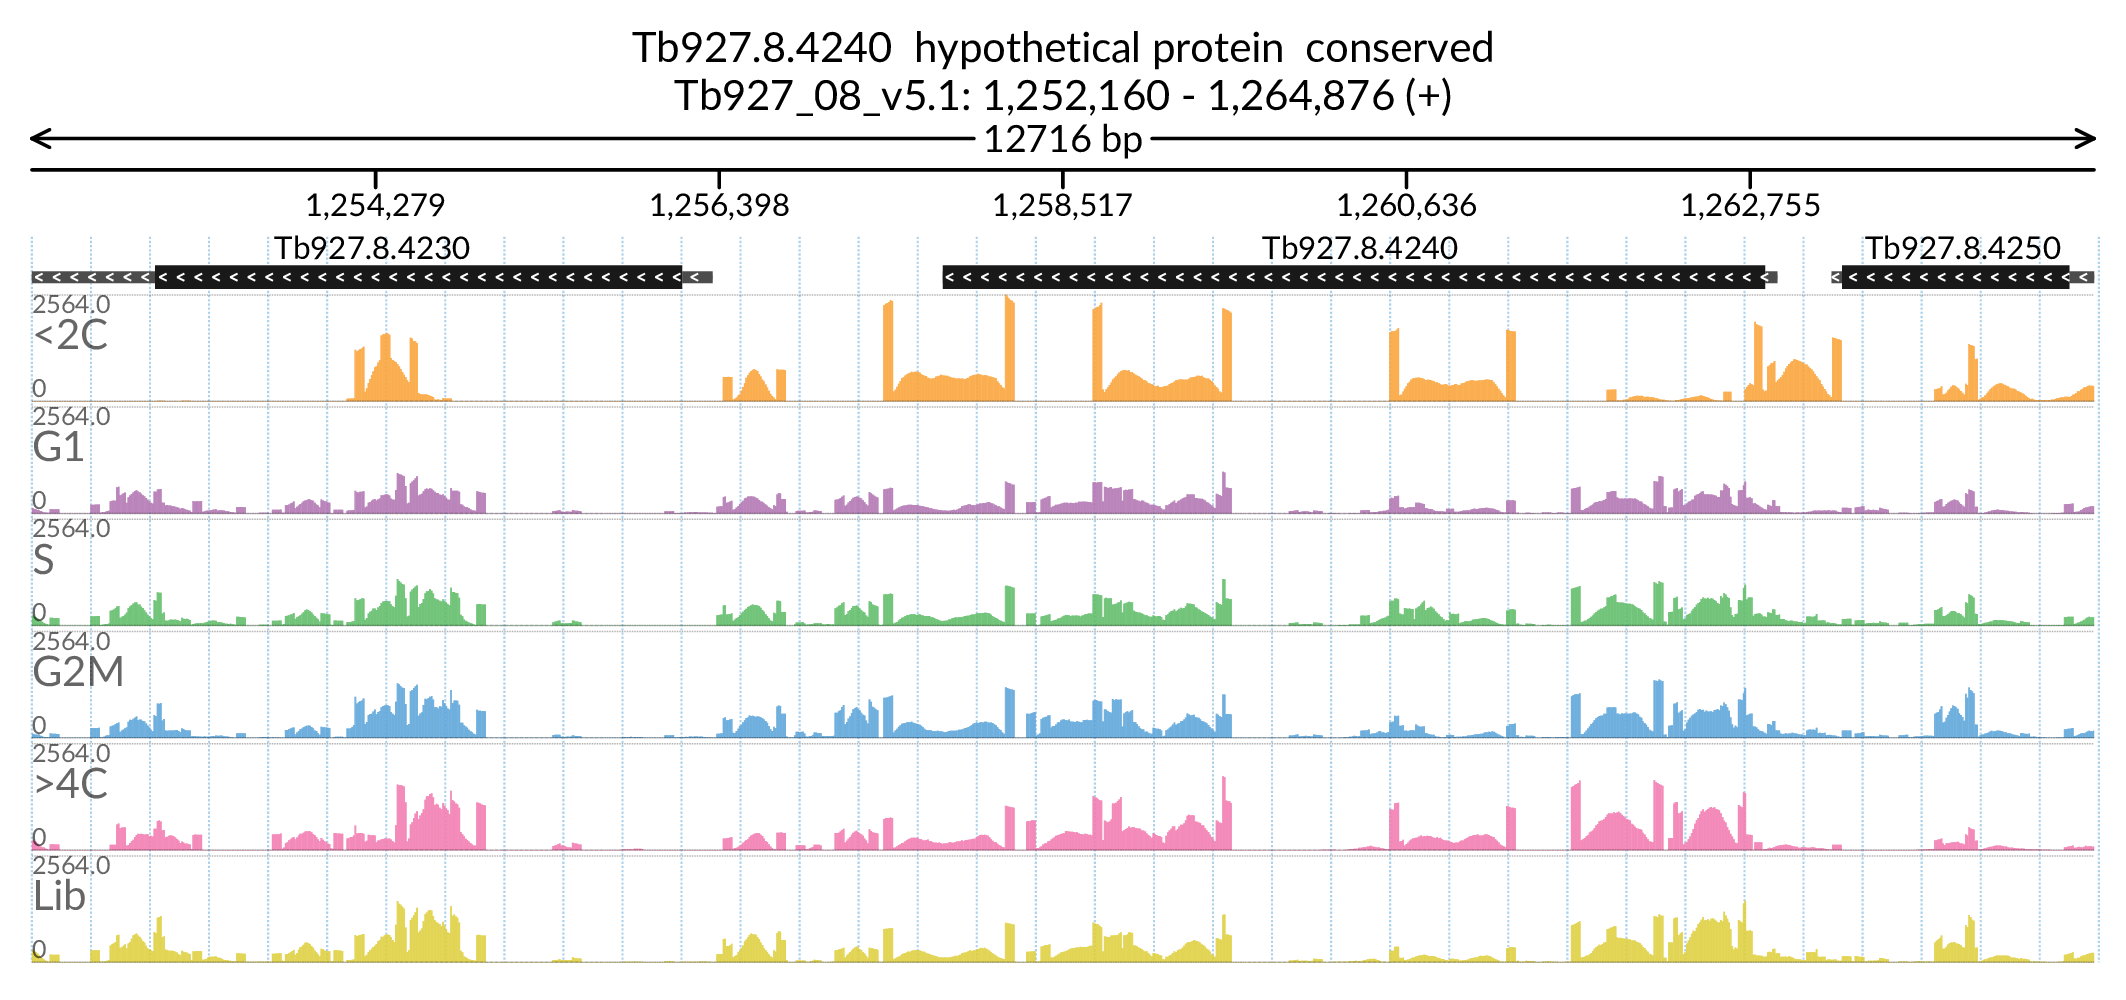 Tb927.8.4240  hypothetical protein  conserved
Tb927_08_v5.1: 1,252,160 - 1,264,876 (+)
12716 bp
1,254,279 1,256,398 1,258,517 1,260,636 1,262,755
Tb927.8.4230 Tb927.8.4240 Tb927.8.4250
2564.0
<2C
0
2564.0
G1
0
2564.0
S
0
2564.0
G2M
0
2564.0
>4C
0
2564.0
Lib
0